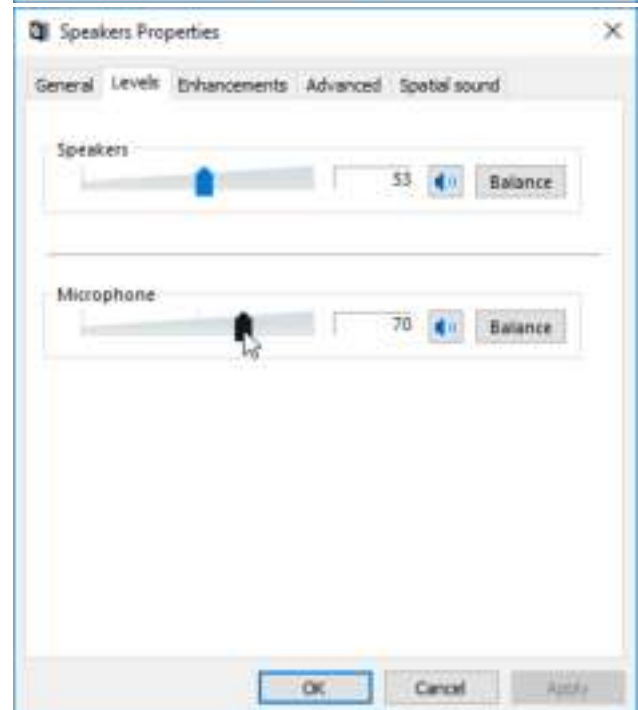 Speakers Properties
General Levels Enhancements Advanced Spatial sound
Speakers
53 Balance
Microphone
70 Balance
OK Cancel Apply